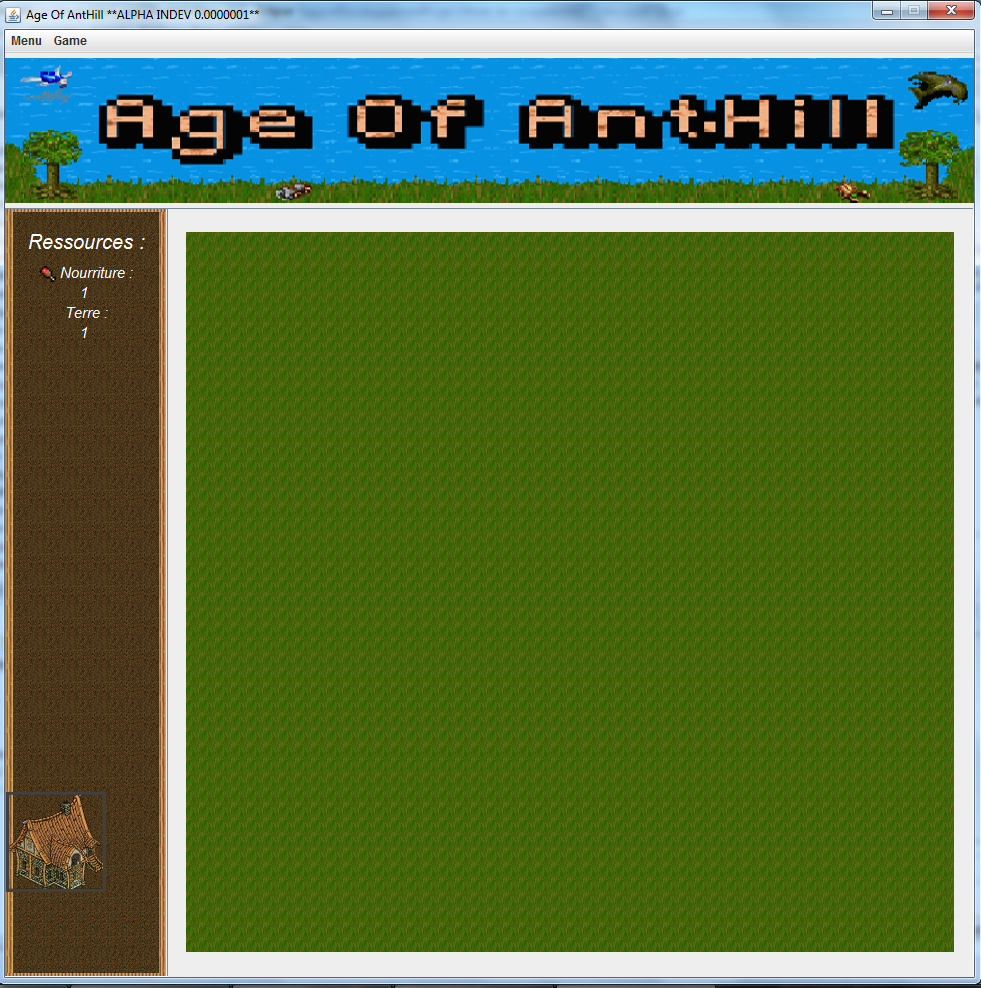 Age Of AntHill **ALPHA INDEV 0.0000001**
Menu Game
Age Of AntHill
Ressources :
Nourriture :
1
Terre :
1